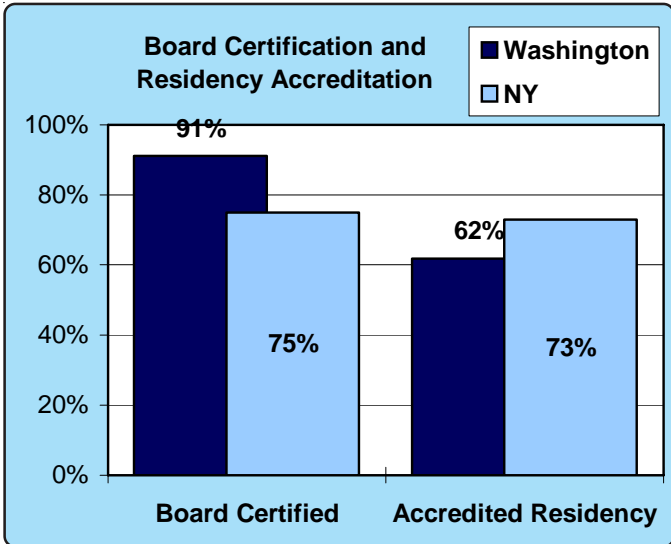 Board Certification and
Residency Accreditation
Washington
NY
100%
80%
60%
40%
20%
0%
91%
75%
62%
73%
Board Certified
Accredited Residency